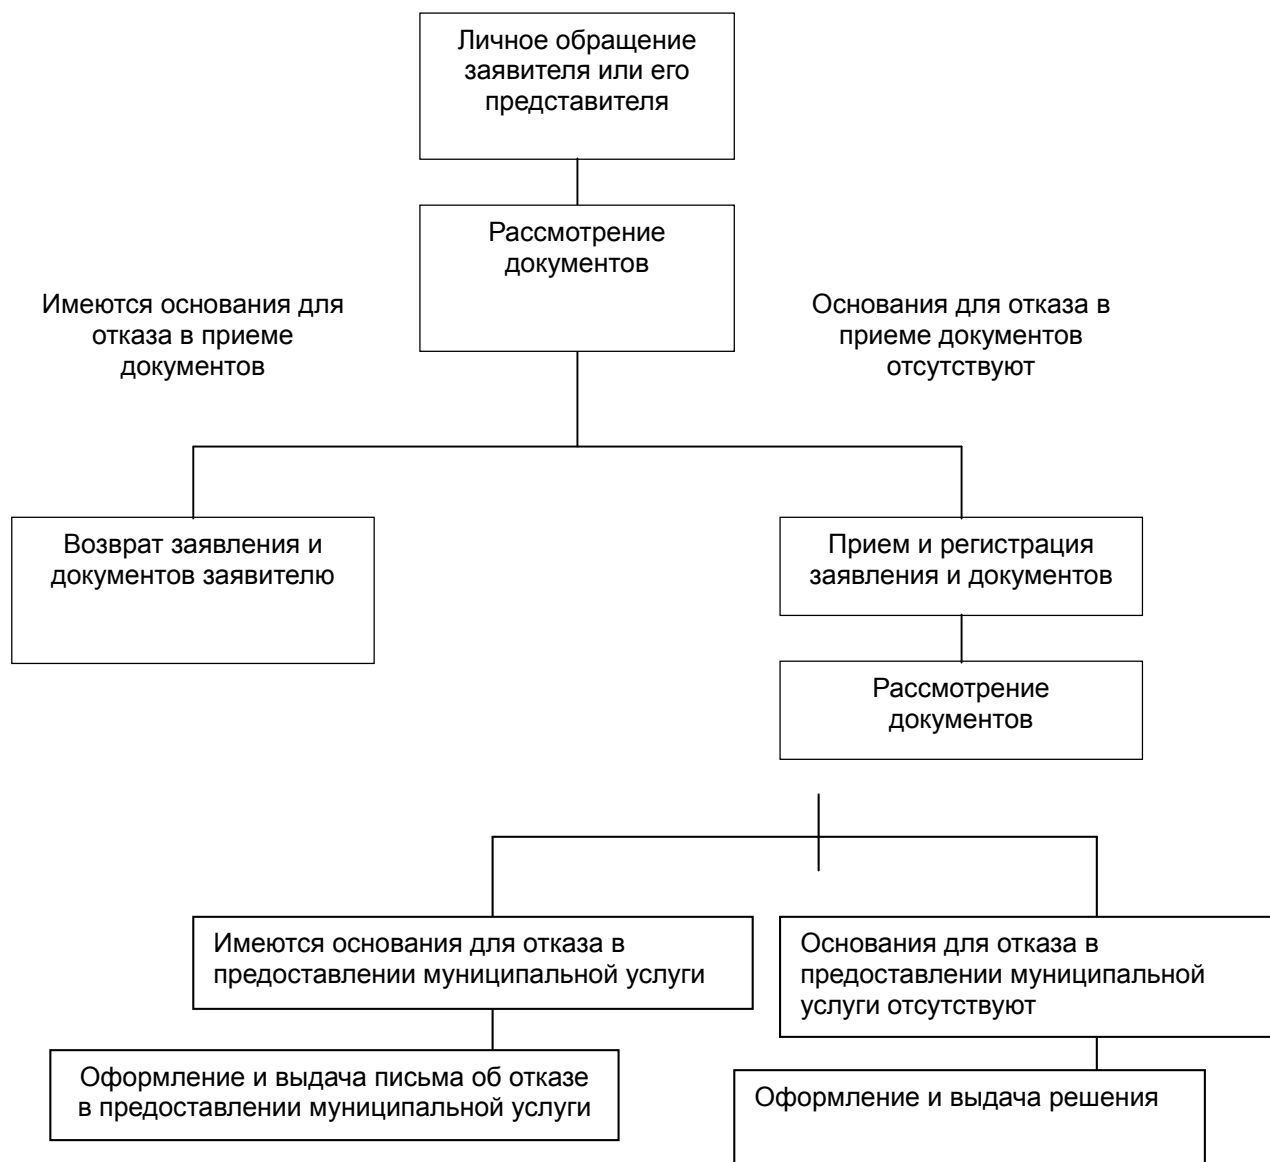 Личное обращение
заявителя или его
представителя
Рассмотрение
документов
Имеются основания для
отказа в приеме
документов
Основания для отказа в
приеме документов
отсутствуют
Возврат заявления и
документов заявителю
Прием и регистрация
заявления и документов
Рассмотрение
документов
Имеются основания для отказа в
предоставлении муниципальной услуги
Основания для отказа в
предоставлении муниципальной
услуги отсутствуют
Оформление и выдача письма об отказе
в предоставлении муниципальной услуги
Оформление и выдача решения